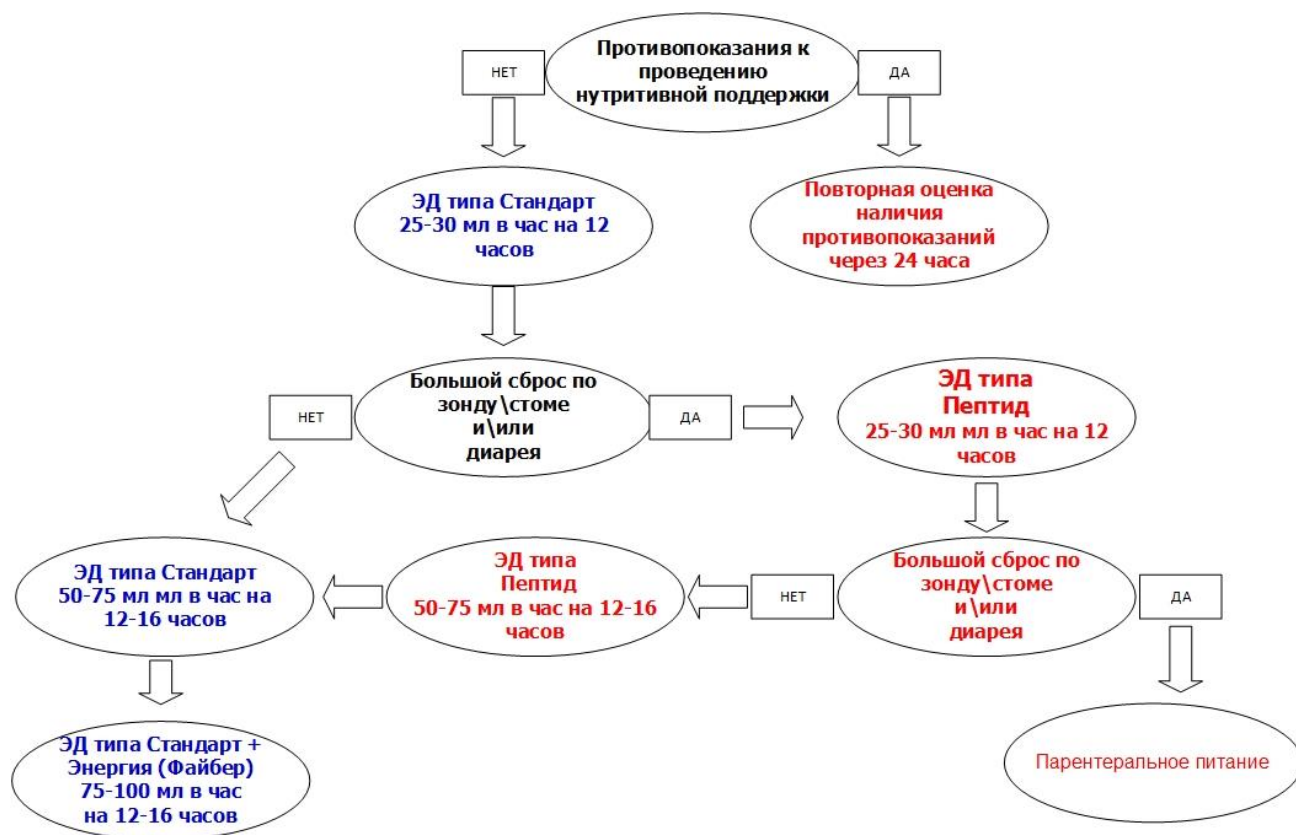 Противопоказания к
проведению
нутритивной поддержки
НЕТ
ДА
ЭД типа Стандарт
25-30 мл в час на 12
часов
Повторная оценка
наличия
противопоказаний
через 24 часа
Большой сброс по
зонду\стоме
и\или
диарея
НЕТ
ДА
ЭД типа
Пептид
25-30 мл мл в час на 12
часов
ЭД типа Стандарт
50-75 мл мл в час на
12-16 часов
ЭД типа
Пептид
50-75 мл в час на 12-16
часов
НЕТ
Большой сброс по
зонду\стоме
и\или
диарея
ДА
ЭД типа Стандарт +
Энергия (Файбер)
75-100 мл в час
на 12-16 часов
Парентеральное питание